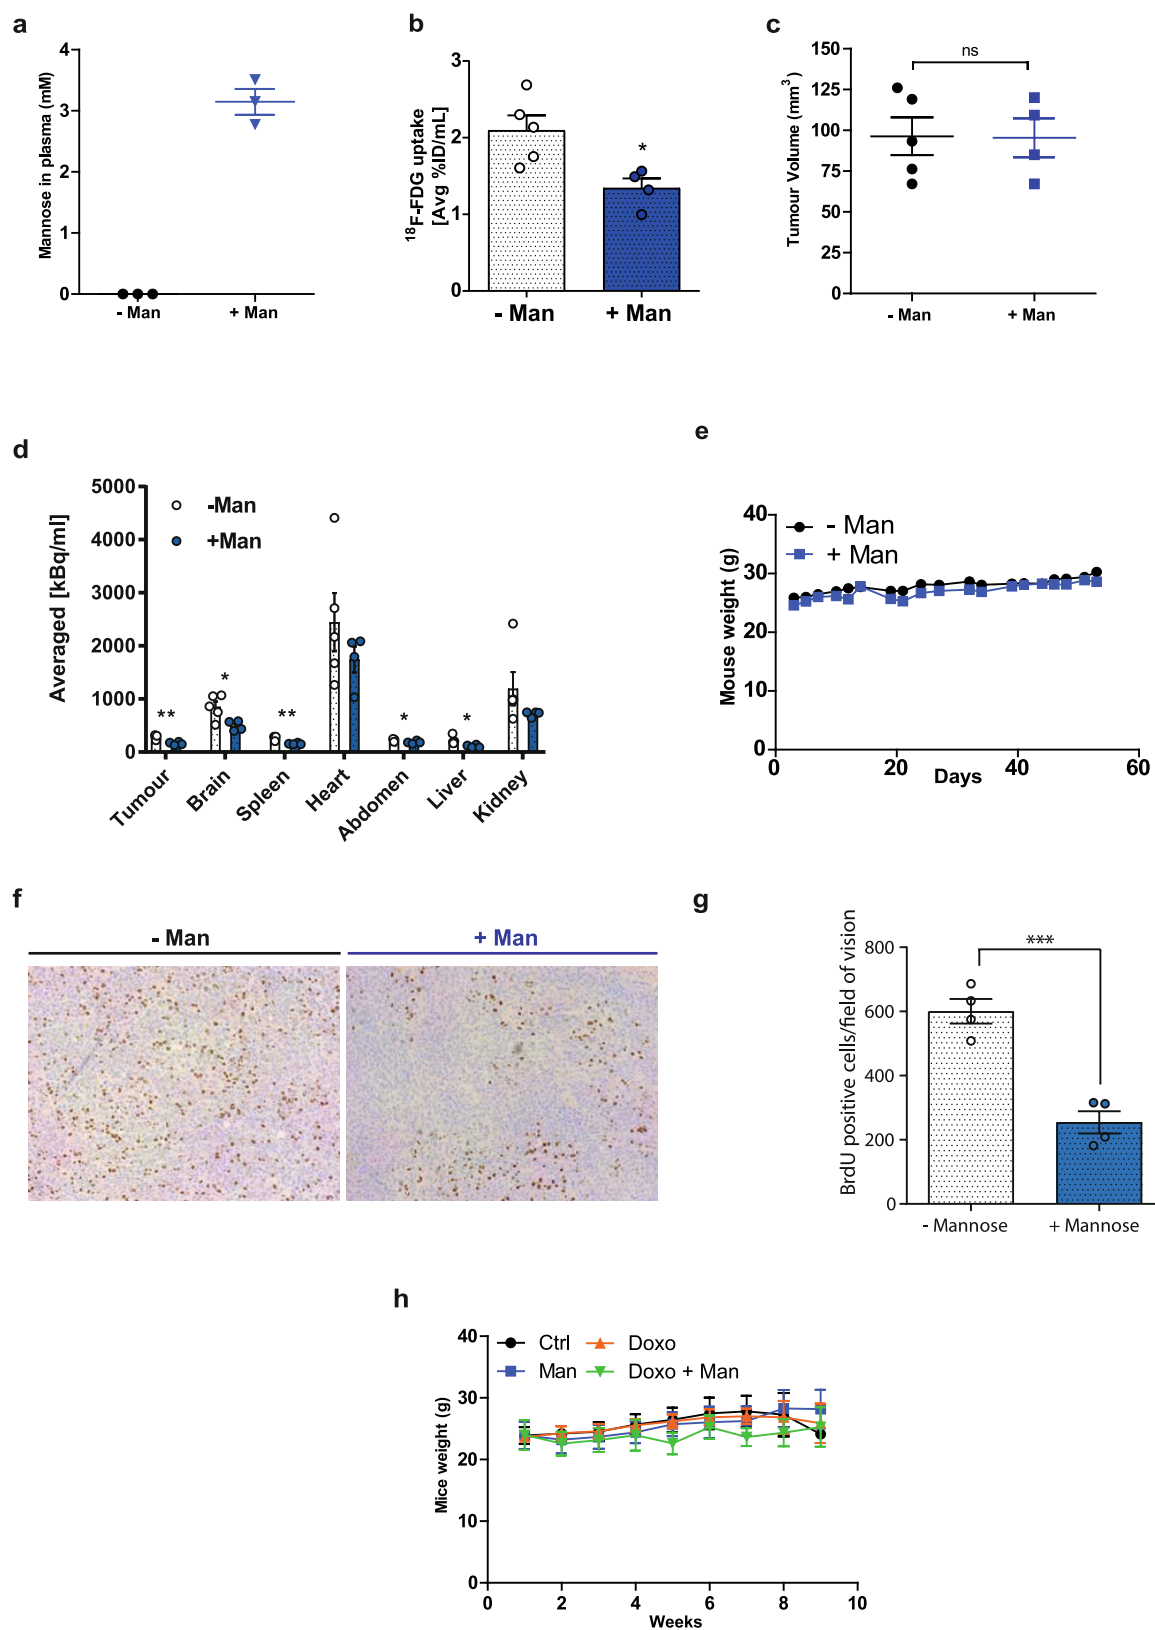 a
Mannose in plasma (mM)
4
3
2
1
0
- Man
+ Man
b
¹⁸F-FDG uptake
[Avg %ID/mL]
3
2
1
0
*
- Man
+ Man
c
Tumour Volume (mm³)
150
125
100
75
50
25
0
ns
- Man
+ Man
d
Averaged [kBq/ml]
5000
4000
3000
2000
1000
0
-Man
+Man
**
*
**
*
*
Tumour
Brain
Spleen
Heart
Abdomen
Liver
Kidney
e
Mouse weight (g)
40
30
20
10
0
- Man
+ Man
0
20
40
60
Days
f
- Man
+ Man
g
BrdU positive cells/field of vision
800
600
400
200
0
***
- Mannose
+ Mannose
h
Mice weight (g)
40
30
20
10
0
Ctrl
Doxo
Man
Doxo + Man
0
2
4
6
8
10
Weeks